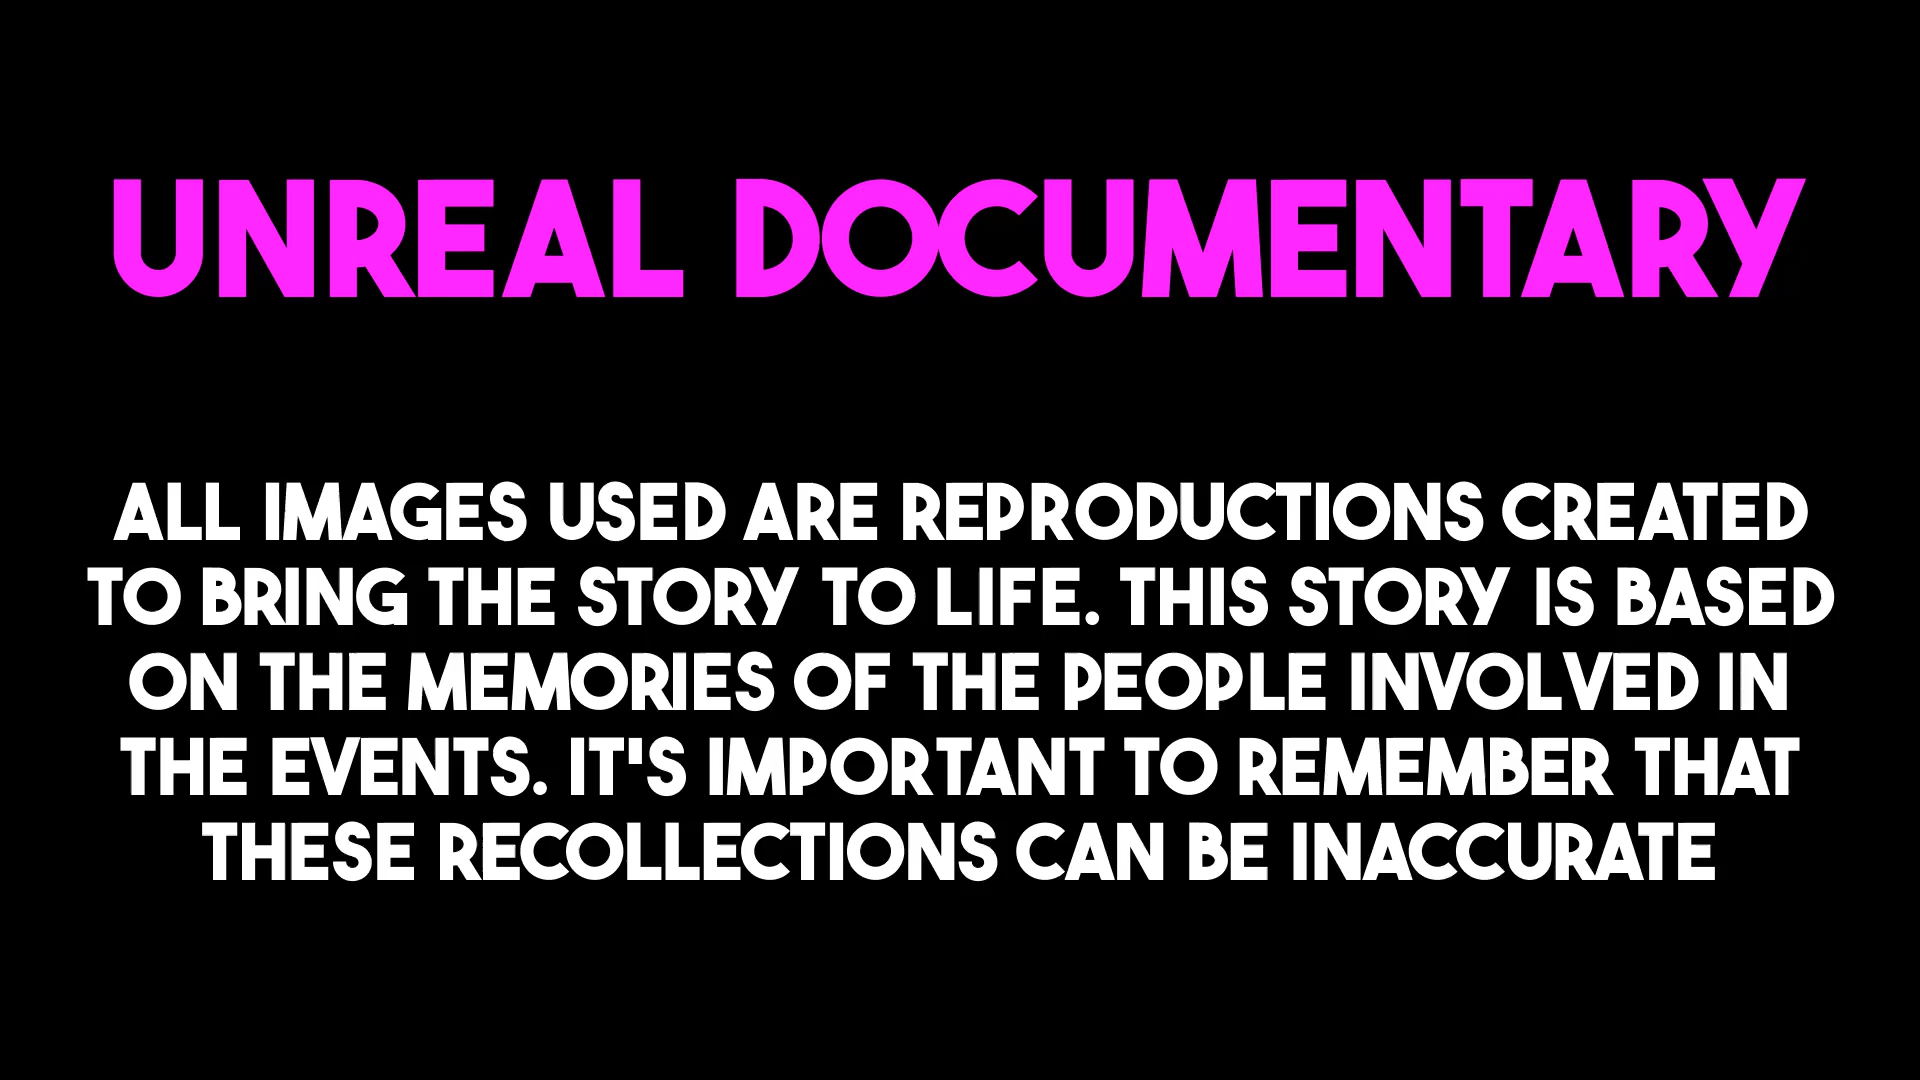 UNREAL DOCUMENTARY
ALL IMAGES USED ARE REPRODUCTIONS CREATED
TO BRING THE STORY TO LIFE. THIS STORY IS BASED
ON THE MEMORIES OF THE PEOPLE INVOLVED IN
THE EVENTS. IT'S IMPORTANT TO REMEMBER THAT
THESE RECOLLECTIONS CAN BE INACCURATE